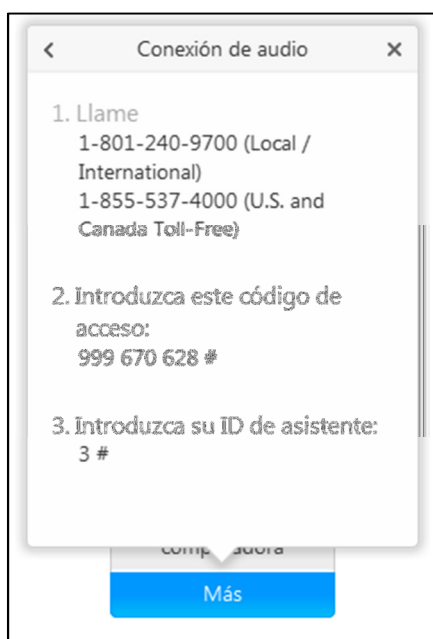 Conexión de audio
1. Llame
1-801-240-9700 (Local /
International)
1-855-537-4000 (U.S. and
Canada Toll-Free)
2. Introduzca este código de
acceso:
999 670 628 #
3. Introduzca su ID de asistente:
3 #
Más